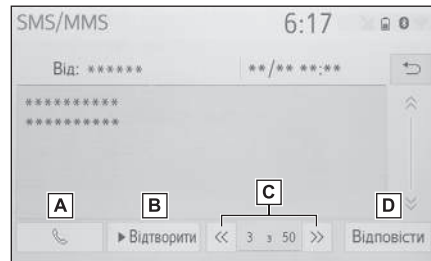 SMS/MMS 6:17
Від: ****** **/** **:**
**********
**********
A B C D
▶ Відтворити << 3 з 50 >> Відповісти